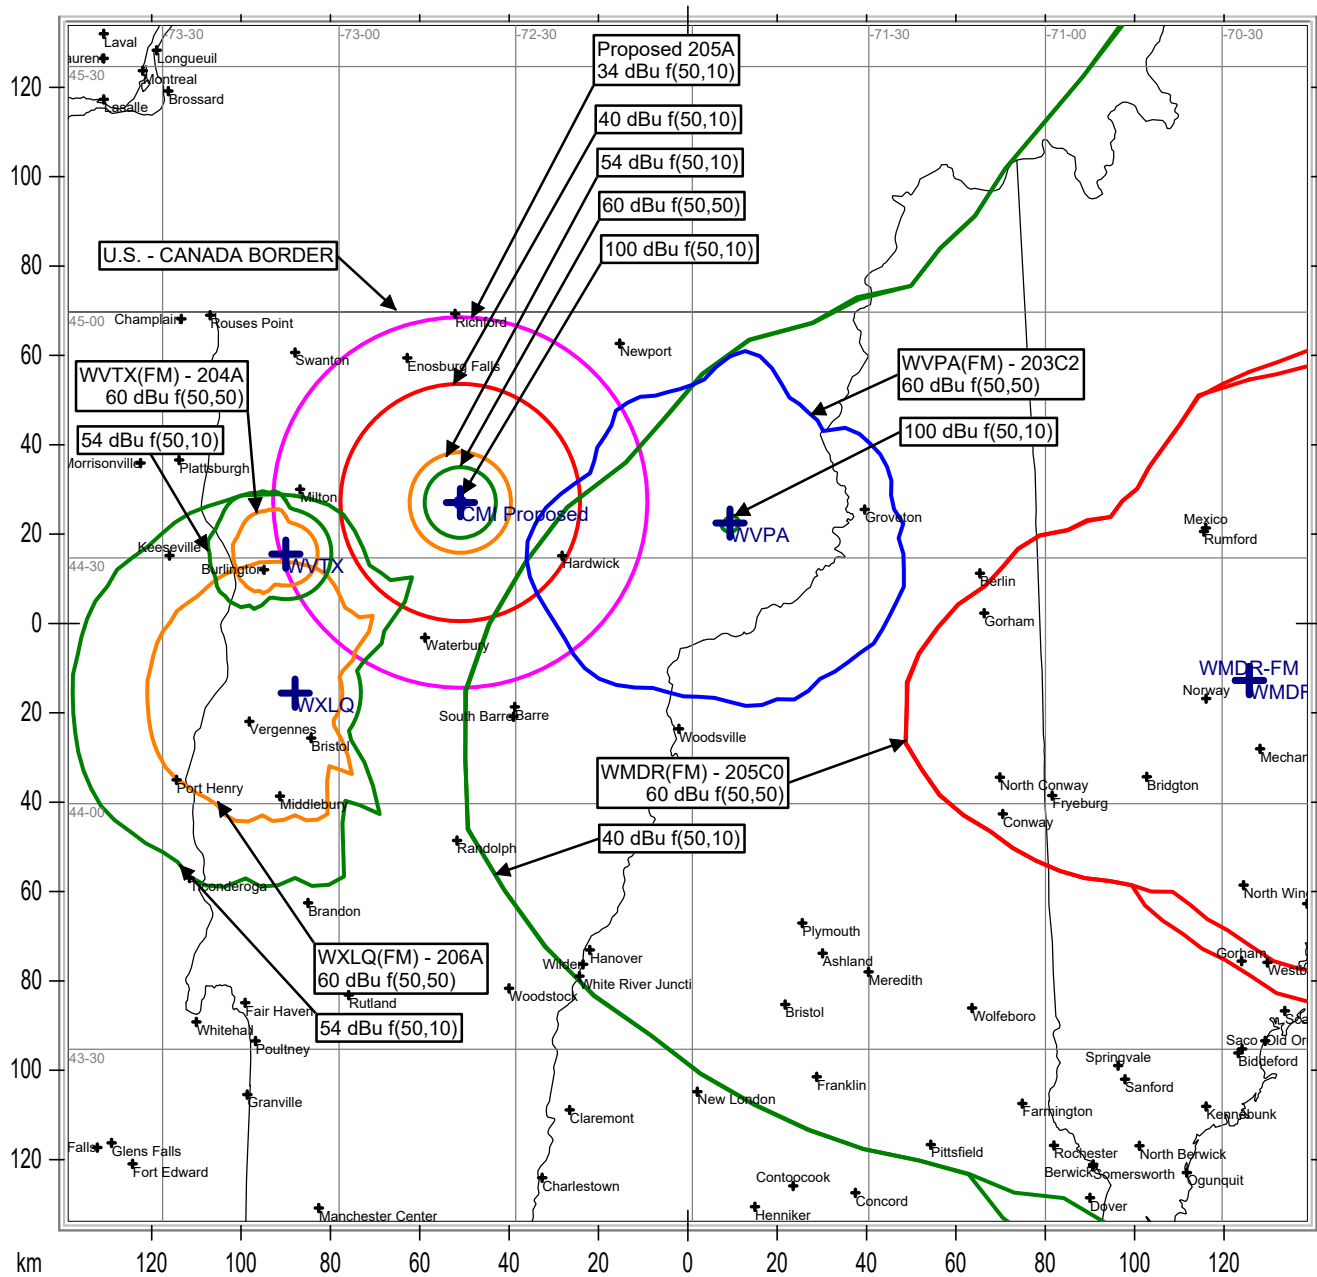 -73-30
-73-00
-72-30
-71-30
-71-00
-70-30
Laval
Longueuil
Montreal
Brossard
Lasalle
45-30
120
100
80
60
40
20
0
20
40
60
80
100
120
Proposed 205A
34 dBu f(50,10)
40 dBu f(50,10)
54 dBu f(50,10)
60 dBu f(50,50)
100 dBu f(50,10)
U.S. - CANADA BORDER
45-00
Champlain
Rouses Point
Richford
Swanton
Enosburg Falls
Newport
WVTX(FM) - 204A
60 dBu f(50,50)
54 dBu f(50,10)
WVPA(FM) - 203C2
60 dBu f(50,50)
100 dBu f(50,10)
Morrisonville
Plattsburgh
Milton
CMI Proposed
WVPA
Groveton
Mexico
Rumford
Keeseville
Burlington
WVTX
Hardwick
44-30
Berlin
Gorham
Waterbury
WXLQ
WMDR-FM
Norway
Vergennes
Bristol
South Barre
Barre
Woodsville
WMDR(FM) - 205C0
60 dBu f(50,50)
40 dBu f(50,10)
Port Henry
Middlebury
44-00
North Conway
Fryeburg
Bridgton
Conway
Randolph
Ticonderoga
Brandon
WXLQ(FM) - 206A
60 dBu f(50,50)
54 dBu f(50,10)
Hanover
White River Juncti
Woodstock
Plymouth
Ashland
Meredith
Bristol
Wolfeboro
Gorham
Rutland
Fair Haven
Whitehall
Poultney
43-30
Granville
Springvale
Sanford
Saco
Old Or
Biddeford
Kennebunk
Franklin
New London
Claremont
Farmington
Falls
Glens Falls
Fort Edward
Pittsfield
Rochester
North Berwick
Berwick
Somersworth
Ogunquit
Charlestown
Contoocook
Concord
Henniker
Dover
Manchester Center
km
120
100
80
60
40
20
0
20
40
60
80
100
120